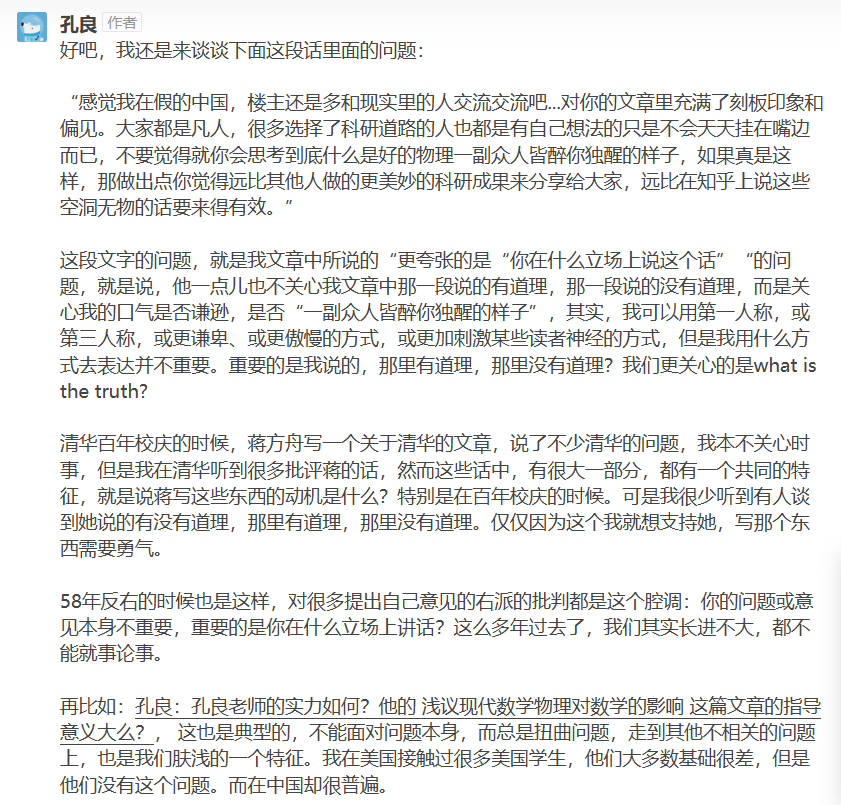 孔良 作者
好吧，我还是来谈谈下面这段话里面的问题：
“感觉我在假的中国，楼主还是多和现实里的人交流交流吧...对你的文章里充满了刻板印象和
偏见。大家都是凡人，很多选择了科研道路的人也都是有自己想法的只是不会天天挂在嘴边
而已，不要觉得就你会思考到底什么是好的物理一副众人皆醉你独醒的样子，如果真是这
样，那做出点你觉得远比其他人做的更美妙的科研成果来分享给大家，远比在知乎上说这些
空洞无物的话要来得有效。”
这段文字的问题，就是我文章中所说的“更夸张的是“你在什么立场上说这个话”“的问
题，就是说，他一点儿也不关心我文章中那一段说的有道理，那一段说的没有道理，而是关
心我的口气是否谦逊，是否“一副众人皆醉你独醒的样子”，其实，我可以用第一人称，或
第三人称，或更谦卑、或更傲慢的方式，或更加刺激某些读者神经的方式，但是我用什么方
式去表达并不重要。重要的是我说的，那里有道理，那里没有道理？我们更关心的是what is
the truth?
清华百年校庆的时候，蒋方舟写一个关于清华的文章，说了不少清华的问题，我本不关心时
事，但是我在清华听到很多批评蒋的话，然而这些话中，有很大一部分，都有一个共同的特
征，就是说蒋写这些东西的动机是什么？特别是在百年校庆的时候。可是我很少听到有人谈
到她说的有没有道理，那里有道理，那里没有道理。仅仅因为这个我就想支持她，写那个东
西需要勇气。
58年反右的时候也是这样，对很多提出自己意见的右派的批判都是这个腔调：你的问题或意
见本身不重要，重要的是你在什么立场上讲话？这么多年过去了，我们其实长进不大，都不
能就事论事。
再比如：孔良：孔良老师的实力如何？他的 浅议现代数学物理对数学的影响 这篇文章的指导
意义大么？， 这也是典型的，不能面对问题本身，而总是扭曲问题，走到其他不相关的问题
上，也是我们肤浅的一个特征。我在美国接触过很多美国学生，他们大多数基础很差，但是
他们没有这个问题。而在中国却很普遍。